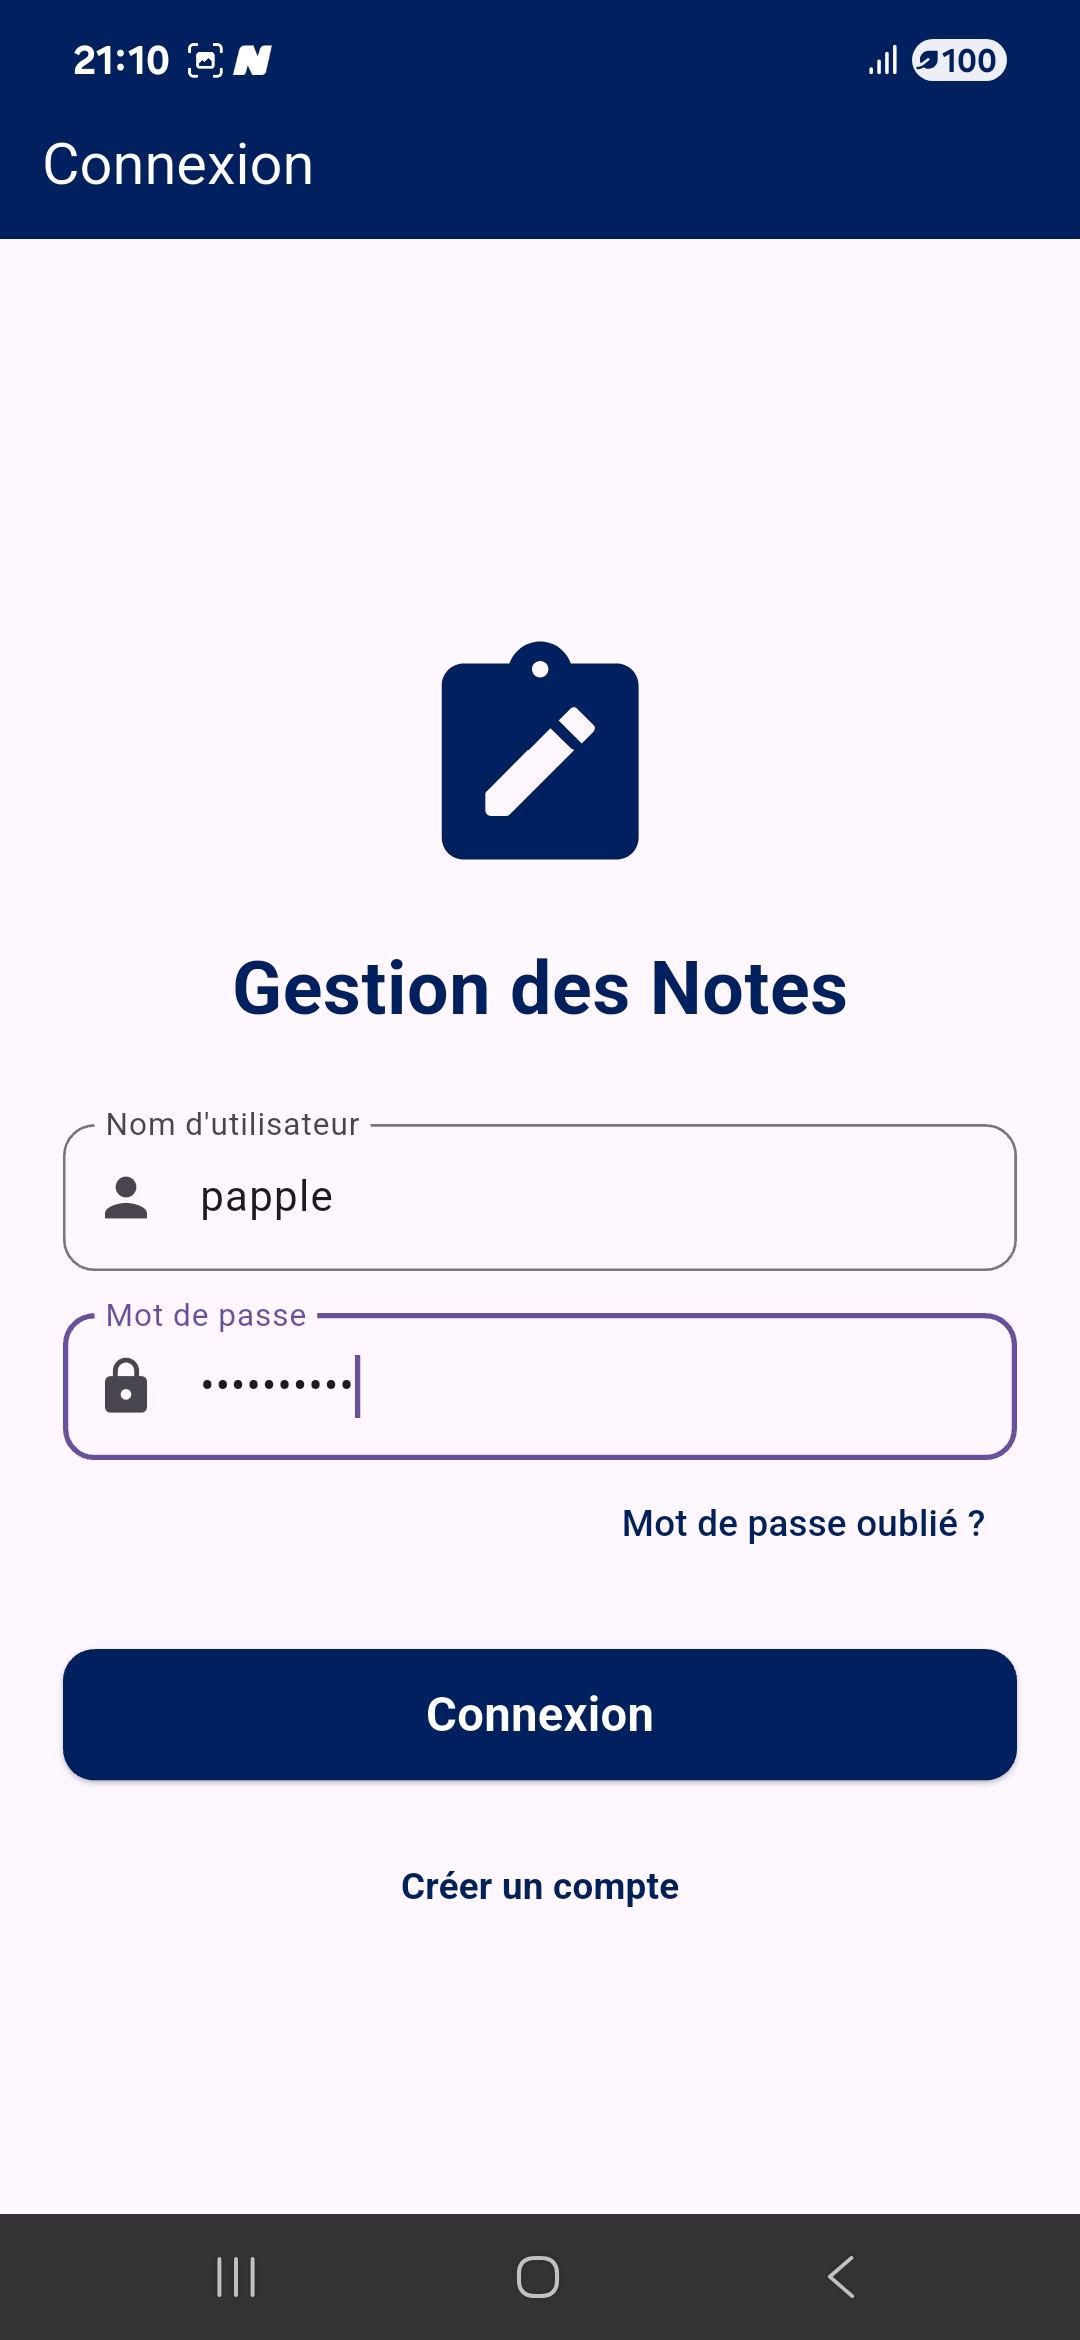 21:10 N 100
Connexion
Gestion des Notes
Nom d'utilisateur
papple
Mot de passe
••••••••••
Mot de passe oublié ?
Connexion
Créer un compte